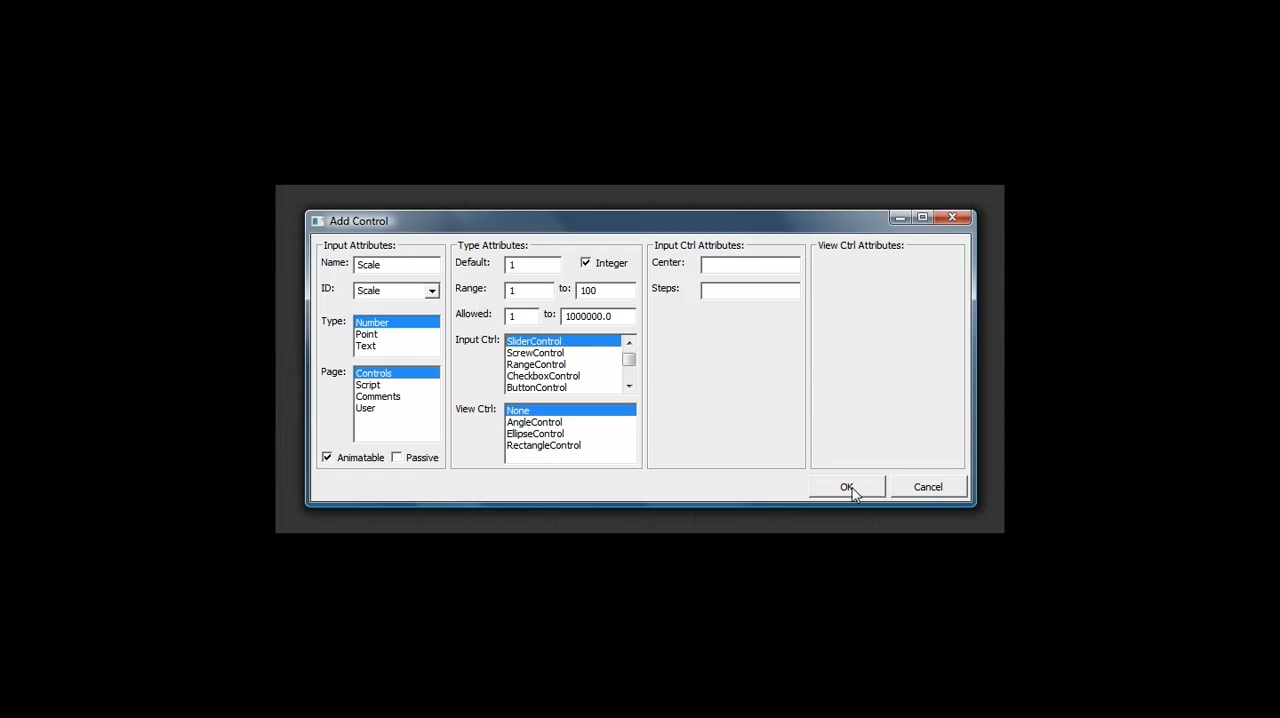 Add Control
Input Attributes:
Name: Scale
ID: Scale
Type: Number
Point
Text
Page: Controls
Script
Comments
User
Animatable Passive
Type Attributes:
Default: 1 Integer
Range: 1 to: 100
Allowed: 1 to: 1000000.0
Input Ctrl: SliderControl
ScrewControl
RangeControl
CheckboxControl
ButtonControl
View Ctrl: None
AngleControl
EllipseControl
RectangleControl
Input Ctrl Attributes:
Center:
Steps:
View Ctrl Attributes:
OK Cancel